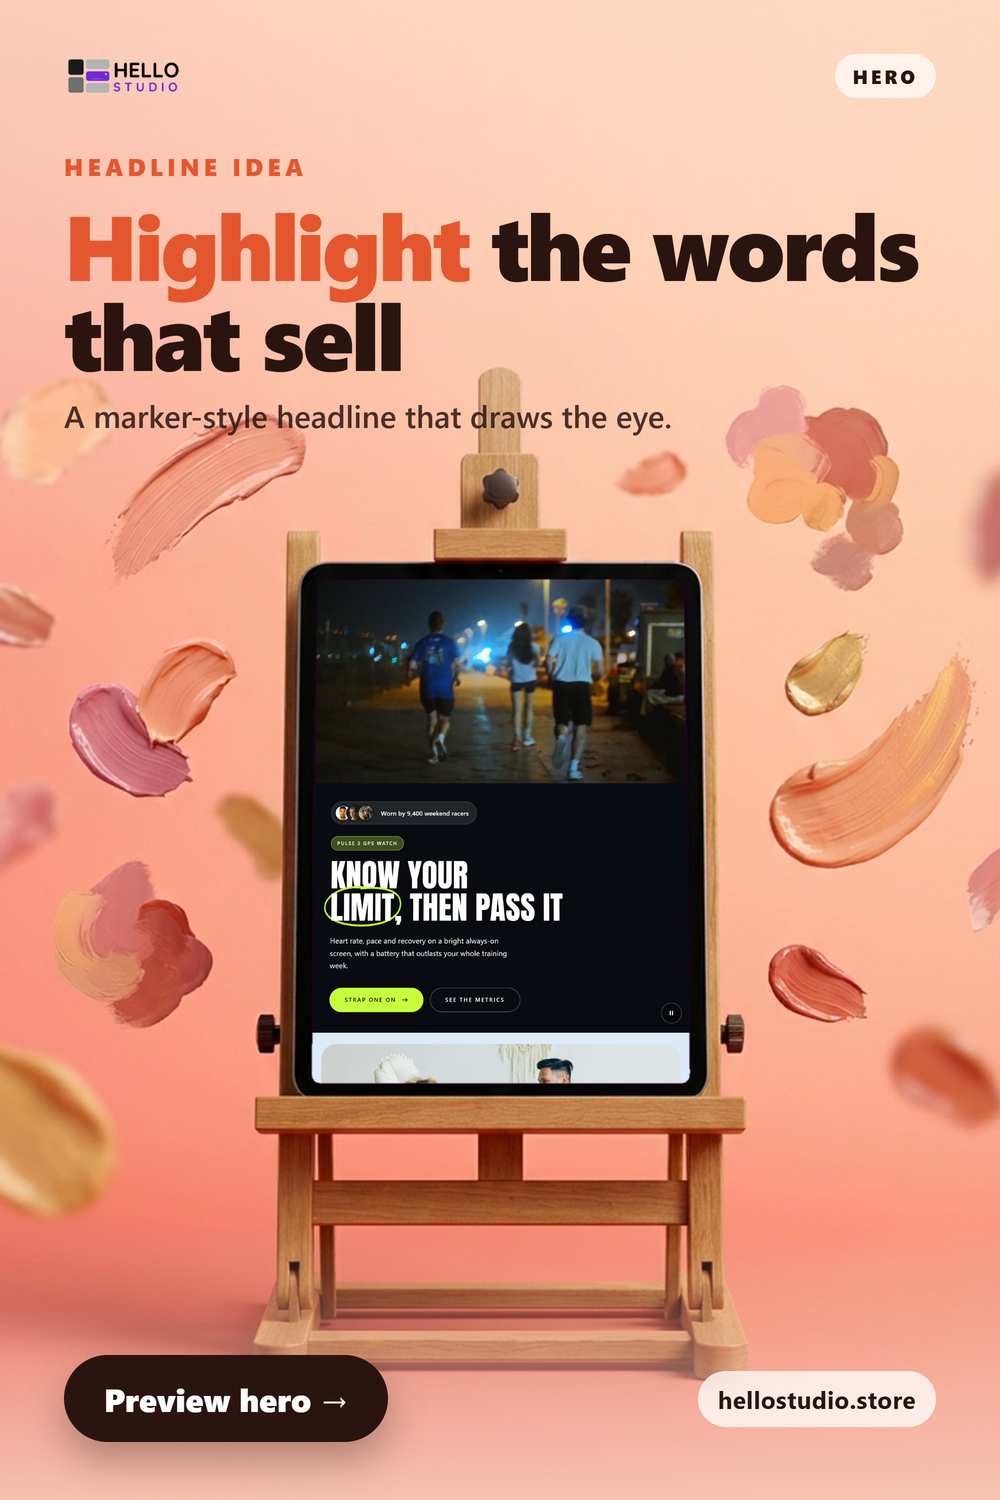 HELLO
STUDIO
HERO
HEADLINE IDEA
Highlight the words
that sell
A marker-style headline that draws the eye.
Worn by 9,400 weekend racers
PULSE 3 GPS WATCH
KNOW YOUR
LIMIT, THEN PASS IT
Heart rate, pace and recovery on a bright always-on
screen, with a battery that outlasts your whole training
week.
STRAP ONE ON →
SEE THE METRICS
Preview hero →
hellostudio.store